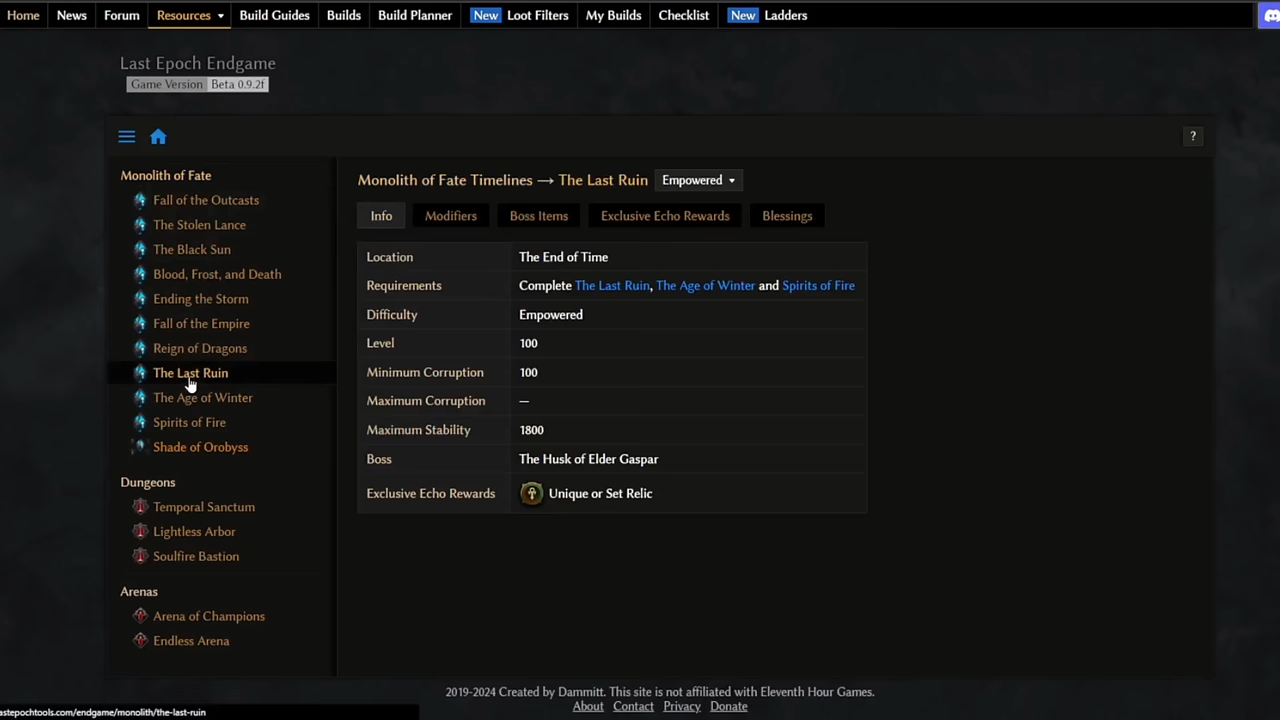 Home News Forum Resources Build Guides Builds Build Planner New Loot Filters My Builds Checklist New Ladders
Last Epoch Endgame
Game Version Beta 0.9.2f
?
Monolith of Fate
Fall of the Outcasts
The Stolen Lance
The Black Sun
Blood, Frost, and Death
Ending the Storm
Fall of the Empire
Reign of Dragons
The Last Ruin
The Age of Winter
Spirits of Fire
Shade of Orobyss
Dungeons
Temporal Sanctum
Lightless Arbor
Soulfire Bastion
Arenas
Arena of Champions
Endless Arena
Monolith of Fate Timelines → The Last Ruin Empowered
Info Modifiers Boss Items Exclusive Echo Rewards Blessings
Location The End of Time
Requirements Complete The Last Ruin, The Age of Winter and Spirits of Fire
Difficulty Empowered
Level 100
Minimum Corruption 100
Maximum Corruption —
Maximum Stability 1800
Boss The Husk of Elder Gaspar
Exclusive Echo Rewards Unique or Set Relic
2019-2024 Created by Dammitt. This site is not affiliated with Eleventh Hour Games.
About Contact Privacy Donate
astepochtools.com/endgame/monolith/the-last-ruin